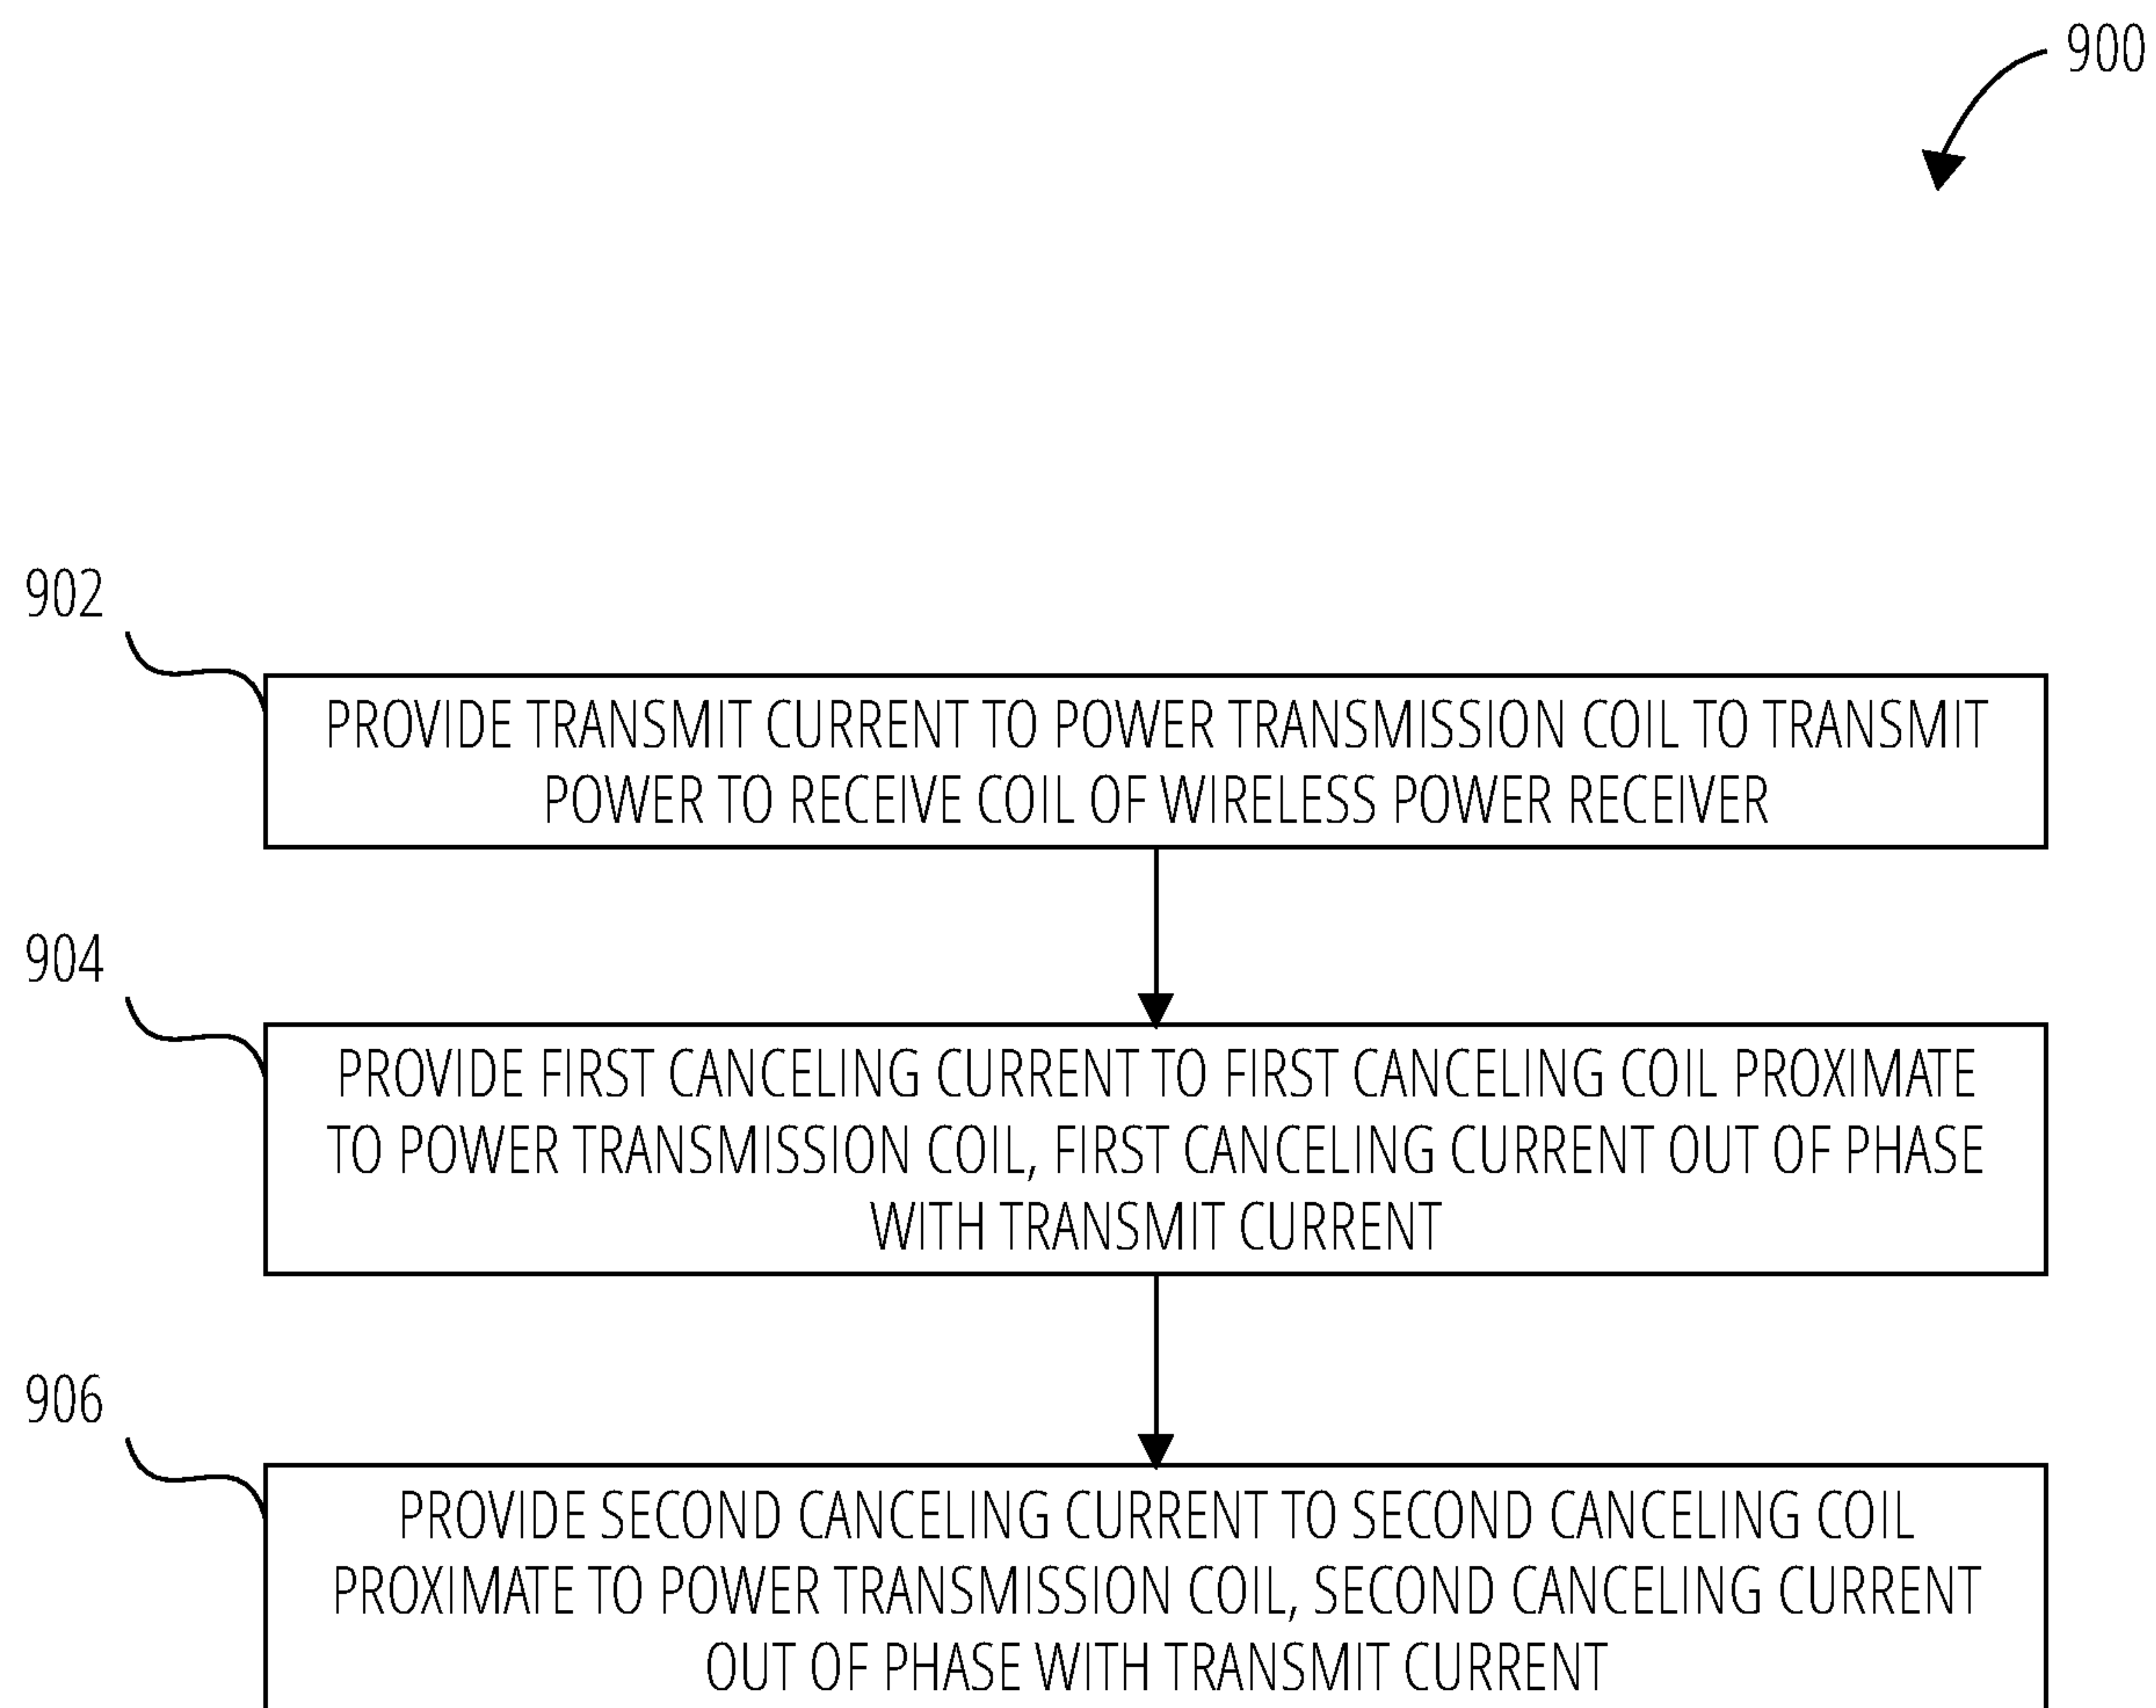 900
902
PROVIDE TRANSMIT CURRENT TO POWER TRANSMISSION COIL TO TRANSMIT
POWER TO RECEIVE COIL OF WIRELESS POWER RECEIVER
904
PROVIDE FIRST CANCELING CURRENT TO FIRST CANCELING COIL PROXIMATE
TO POWER TRANSMISSION COIL, FIRST CANCELING CURRENT OUT OF PHASE
WITH TRANSMIT CURRENT
906
PROVIDE SECOND CANCELING CURRENT TO SECOND CANCELING COIL
PROXIMATE TO POWER TRANSMISSION COIL, SECOND CANCELING CURRENT
OUT OF PHASE WITH TRANSMIT CURRENT